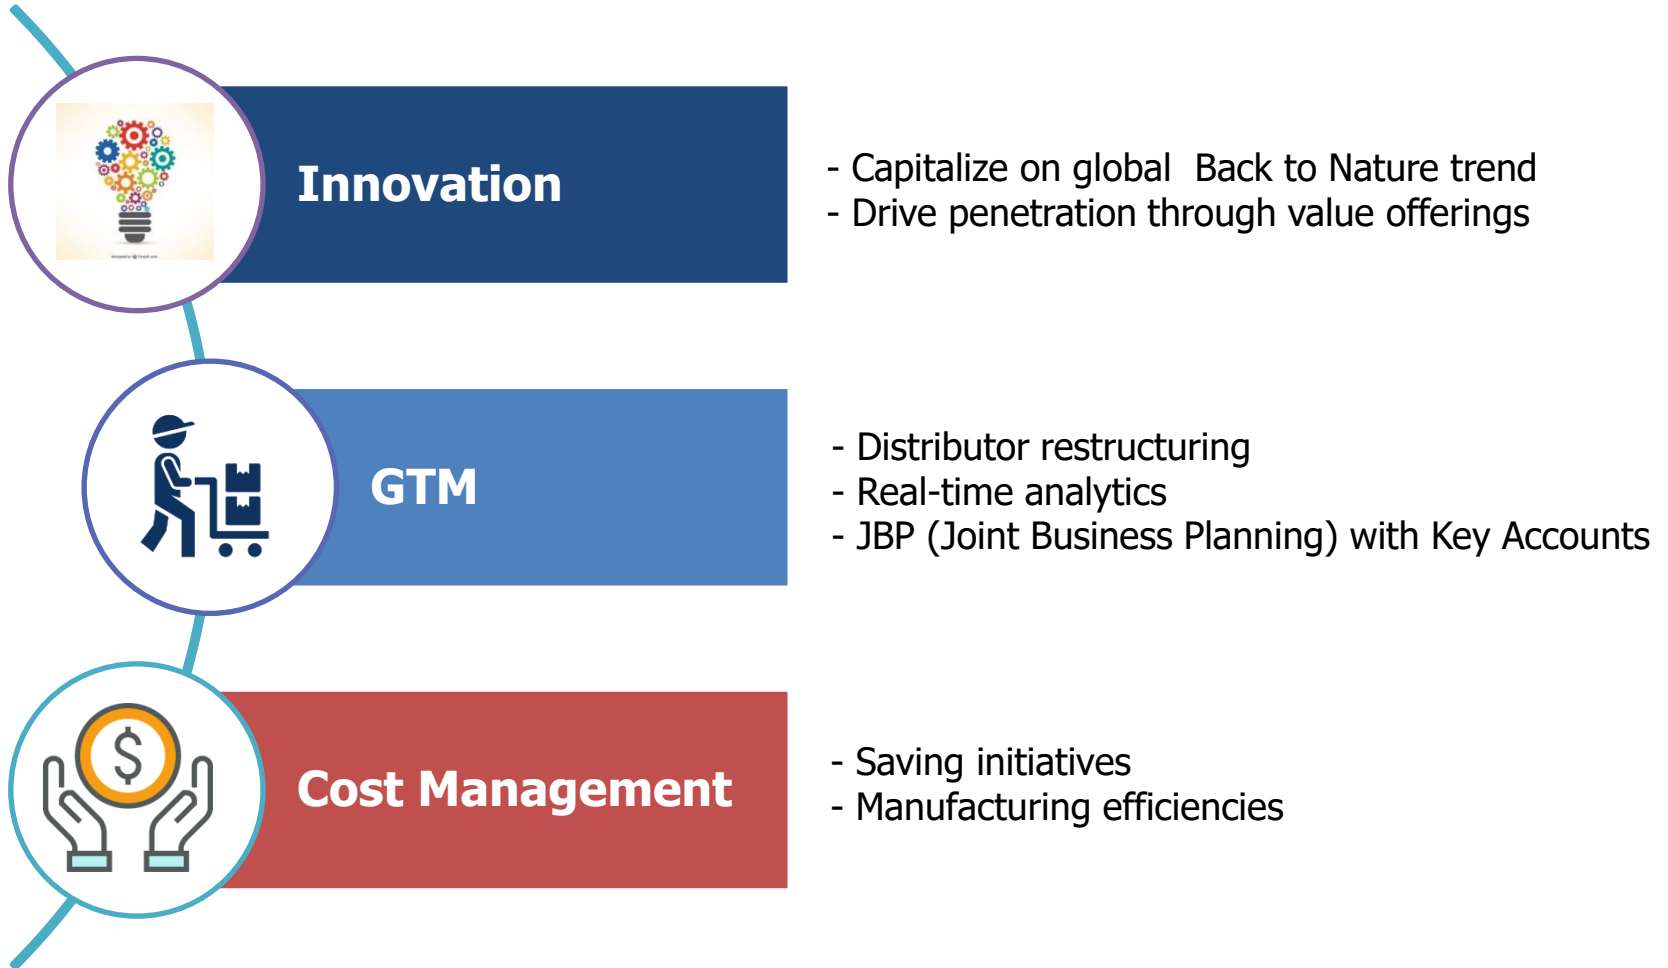 Innovation
- Capitalize on global  Back to Nature trend
- Drive penetration through value offerings
GTM
- Distributor restructuring
- Real-time analytics
- JBP (Joint Business Planning) with Key Accounts
$
Cost Management
- Saving initiatives
- Manufacturing efficiencies